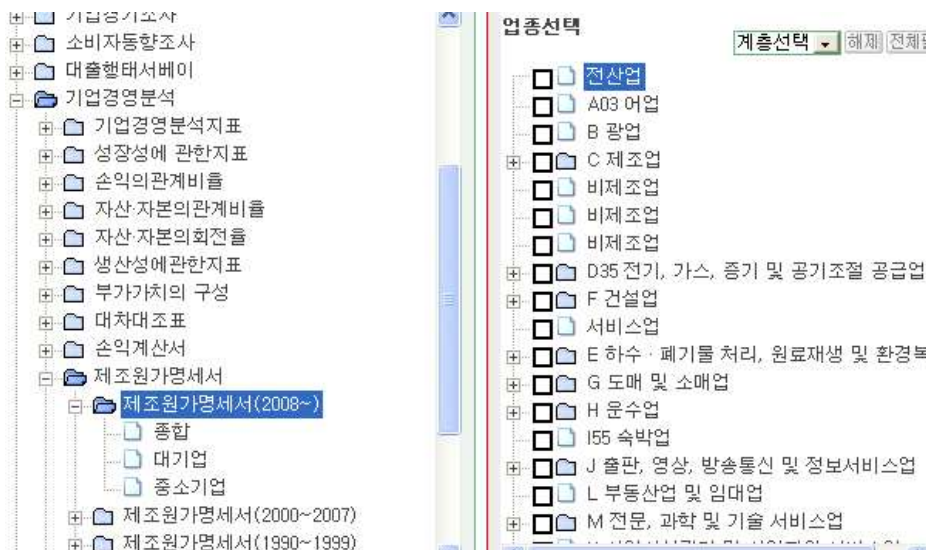 기업경기조사
소비자동향조사
대출행태서베이
기업경영분석
기업경영분석지표
성장성에 관한지표
손익의관계비율
자산·자본의관계비율
자산·자본의회전율
생산성에관한지표
부가가치의 구성
대차대조표
손익계산서
제조원가명세서
제조원가명세서(2008~)
종합
대기업
중소기업
제조원가명세서(2000~2007)
제조원가명세서(1990~1999)
업종선택
계층선택 해제 전체
전산업
A03 어업
B 광업
C 제조업
비제조업
비제조업
비제조업
D35 전기, 가스, 증기 및 공기조절 공급업
F 건설업
서비스업
E 하수 · 폐기물 처리, 원료재생 및 환경복
G 도매 및 소매업
H 운수업
I55 숙박업
J 출판, 영상, 방송통신 및 정보서비스업
L 부동산업 및 임대업
M 전문, 과학 및 기술 서비스업